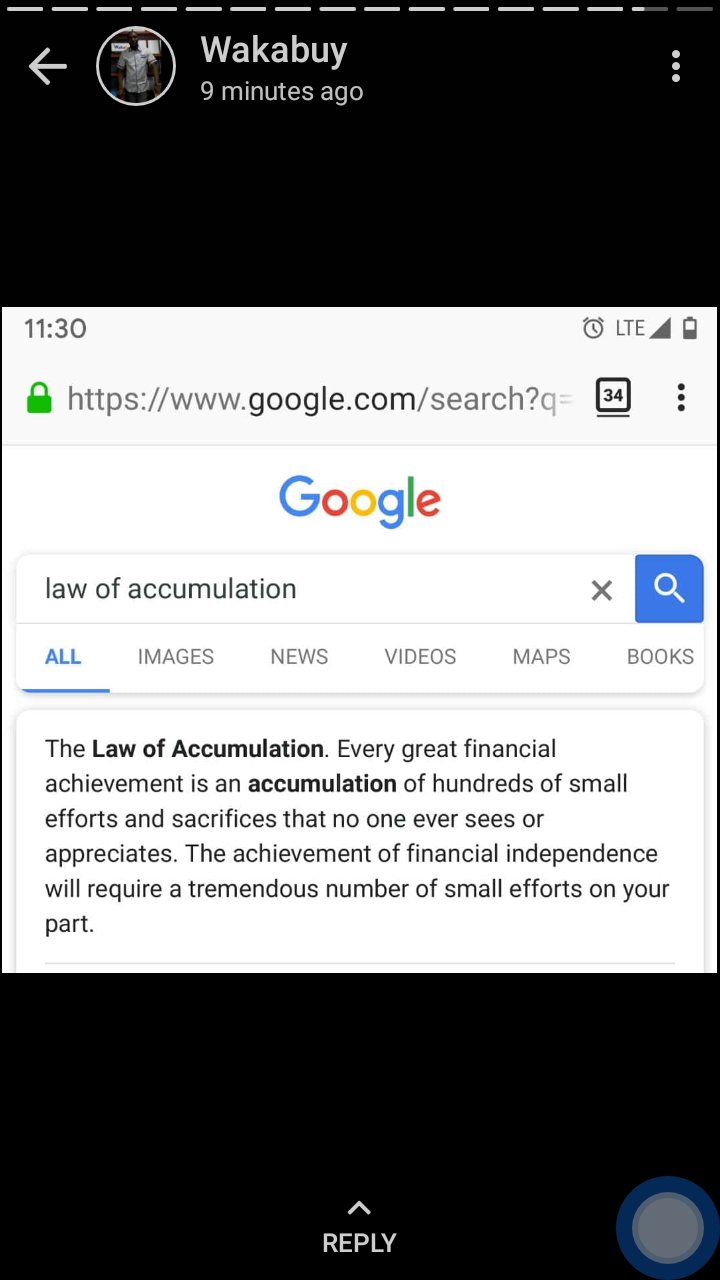 Wakabuy
9 minutes ago
11:30
LTE
https://www.google.com/search?q=
34
Google
law of accumulation
ALL IMAGES NEWS VIDEOS MAPS BOOKS
The Law of Accumulation. Every great financial
achievement is an accumulation of hundreds of small
efforts and sacrifices that no one ever sees or
appreciates. The achievement of financial independence
will require a tremendous number of small efforts on your
part.
REPLY